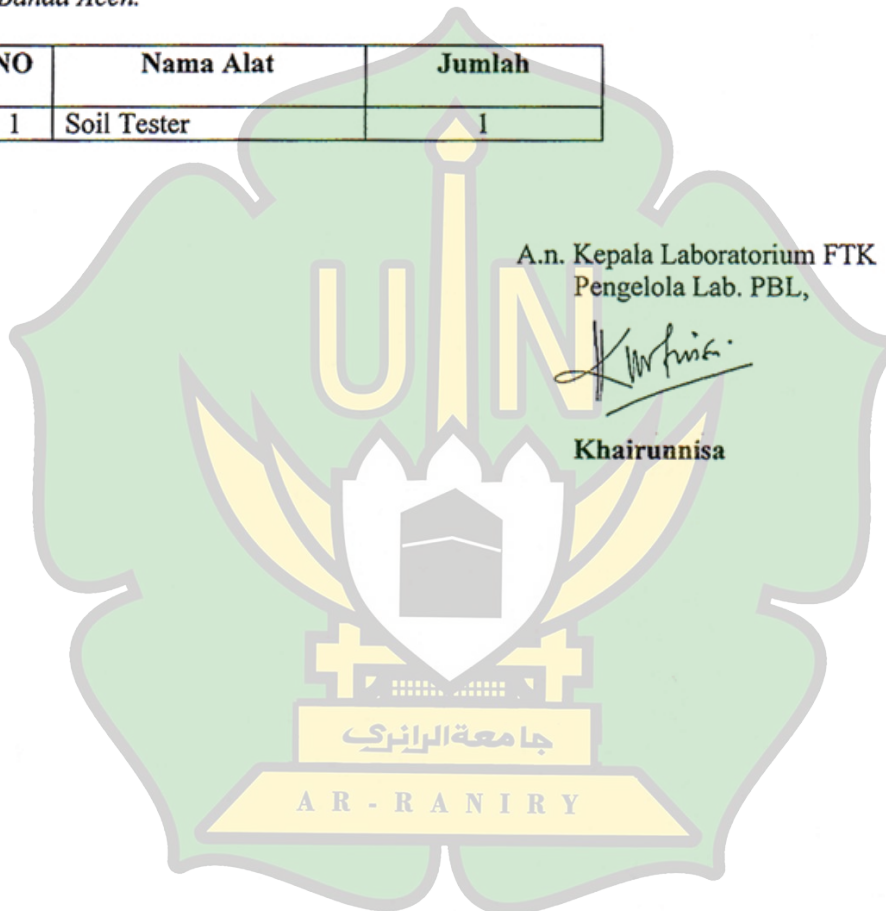 Banda Aceh.
NO Nama Alat Jumlah
1 Soil Tester 1
A.n. Kepala Laboratorium FTK
Pengelola Lab. PBL,
Khairunnisa
UIN
جامعة الرانري
AR-RANIRY